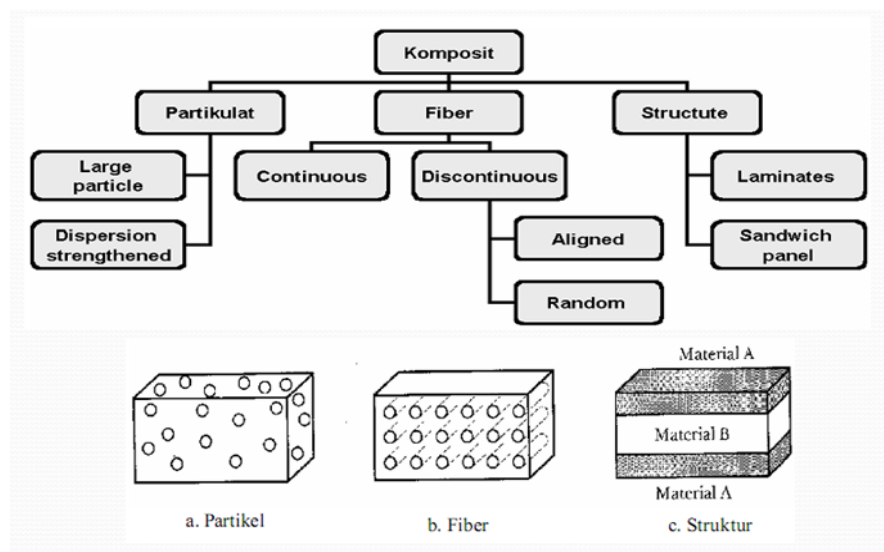 Komposit
Partikulat
Fiber
Structute
Large
particle
Continuous
Discontinuous
Laminates
Dispersion
strengthened
Aligned
Sandwich
panel
Random
Material A
Material B
Material A
a. Partikel
b. Fiber
c. Struktur